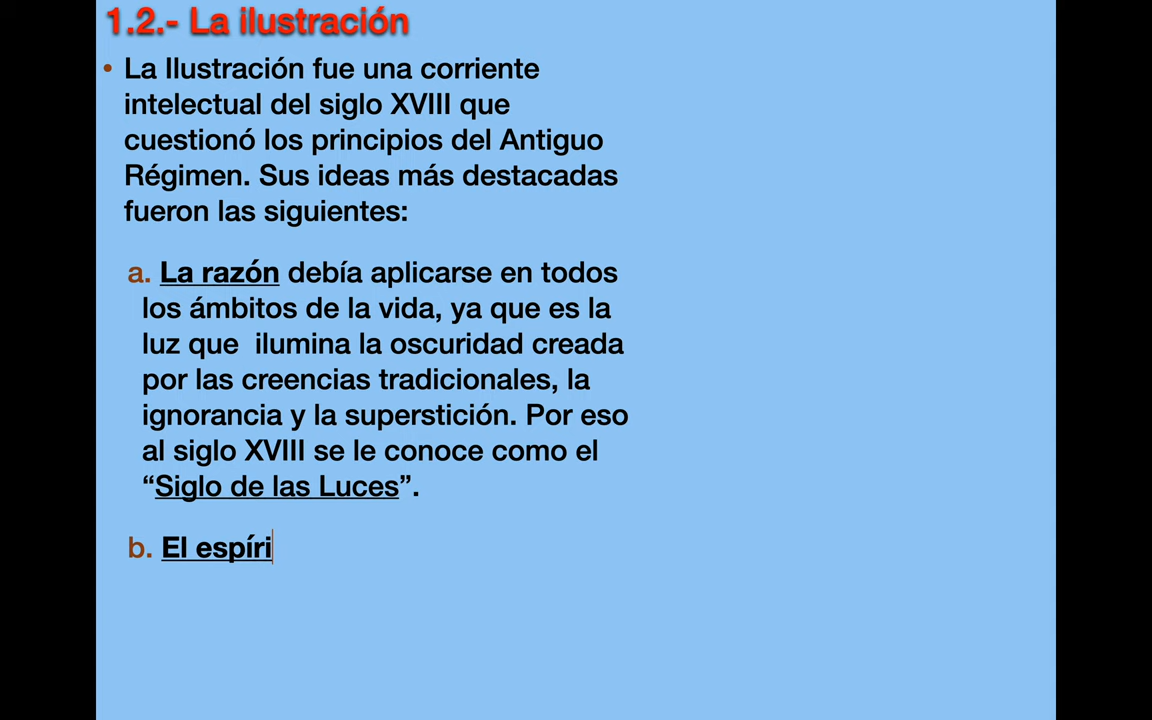 1.2.- La ilustración
• La Ilustración fue una corriente
intelectual del siglo XVIII que
cuestionó los principios del Antiguo
Régimen. Sus ideas más destacadas
fueron las siguientes:
a. La razón debía aplicarse en todos
los ámbitos de la vida, ya que es la
luz que  ilumina la oscuridad creada
por las creencias tradicionales, la
ignorancia y la superstición. Por eso
al siglo XVIII se le conoce como el
“Siglo de las Luces”.
b. El espíri